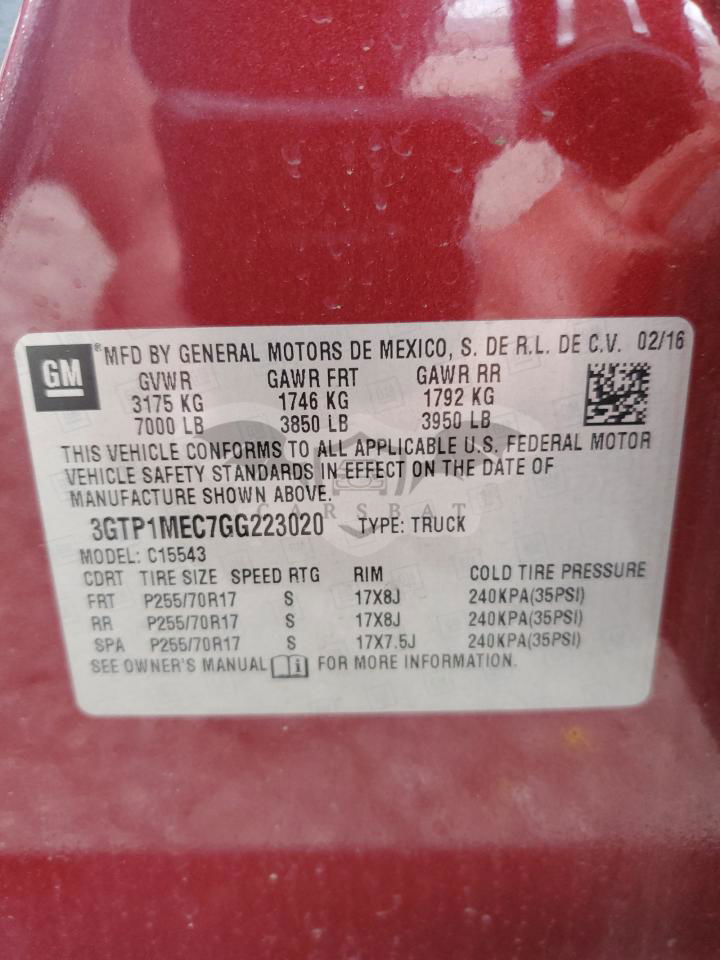 GM
®MFD BY GENERAL MOTORS DE MEXICO, S. DE R.L. DE C.V. 02/16
GVWR GAWR FRT GAWR RR
3175 KG 1746 KG 1792 KG
7000 LB 3850 LB 3950 LB
THIS VEHICLE CONFORMS TO ALL APPLICABLE U.S. FEDERAL MOTOR
VEHICLE SAFETY STANDARDS IN EFFECT ON THE DATE OF
MANUFACTURE SHOWN ABOVE.
CARSBAT
3GTP1MEC7GG223020 TYPE: TRUCK
MODEL: C15543
CDRT TIRE SIZE SPEED RTG RIM COLD TIRE PRESSURE
FRT P255/70R17 S 17X8J 240KPA(35PSI)
RR P255/70R17 S 17X8J 240KPA(35PSI)
SPA P255/70R17 S 17X7.5J 240KPA(35PSI)
SEE OWNER'S MANUAL i FOR MORE INFORMATION.